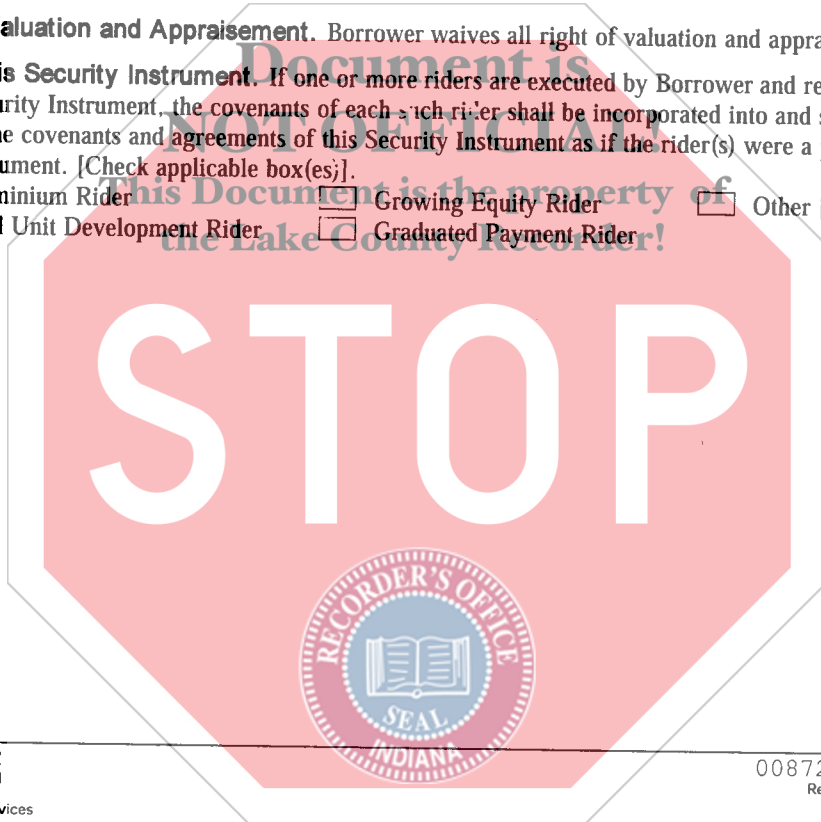 aluation and Appraisement. Borrower waives all right of valuation and appra
Document is
is Security Instrument. If one or more riders are executed by Borrower and re
urity Instrument, the covenants of each such rider shall be incorporated into and s
NOT OFFICIAL!
e covenants and agreements of this Security Instrument as if the rider(s) were a
ument. [Check applicable box(es)].
This Document is the property of
minium Rider Growing Equity Rider Other
Unit Development Rider Graduated Payment Rider
the Lake County Recorder!
STOP
RECORDER'S OFFICE
SEAL
INDIANA
00872
Re
vices